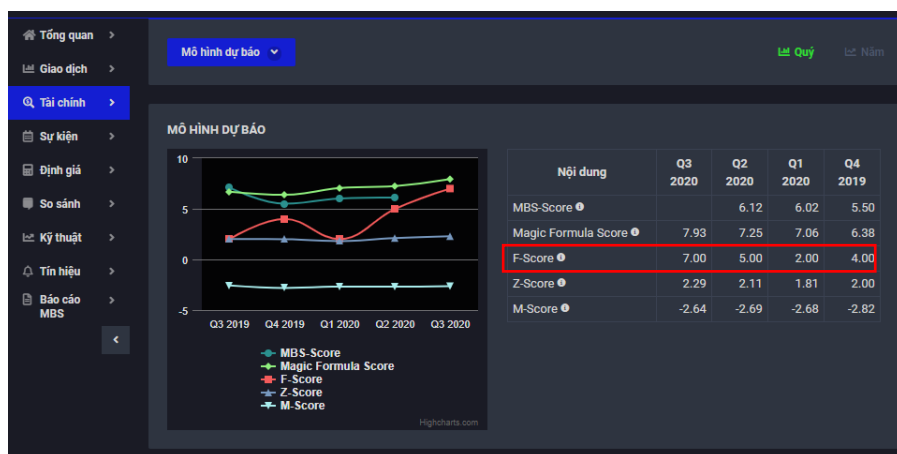 Tổng quan
Giao dịch
Tài chính
Sự kiện
Định giá
So sánh
Kỹ thuật
Tín hiệu
Báo cáo
MBS
Mô hình dự báo
Quý
Năm
MÔ HÌNH DỰ BÁO
10
5
0
-5
Q3 2019 Q4 2019 Q1 2020 Q2 2020 Q3 2020
MBS-Score
Magic Formula Score
F-Score
Z-Score
M-Score
Highcharts.com
Nội dung Q3 2020 Q2 2020 Q1 2020 Q4 2019
MBS-Score 6.12 6.02 5.50
Magic Formula Score 7.93 7.25 7.06 6.38
F-Score 7.00 5.00 2.00 4.00
Z-Score 2.29 2.11 1.81 2.00
M-Score -2.64 -2.69 -2.68 -2.82